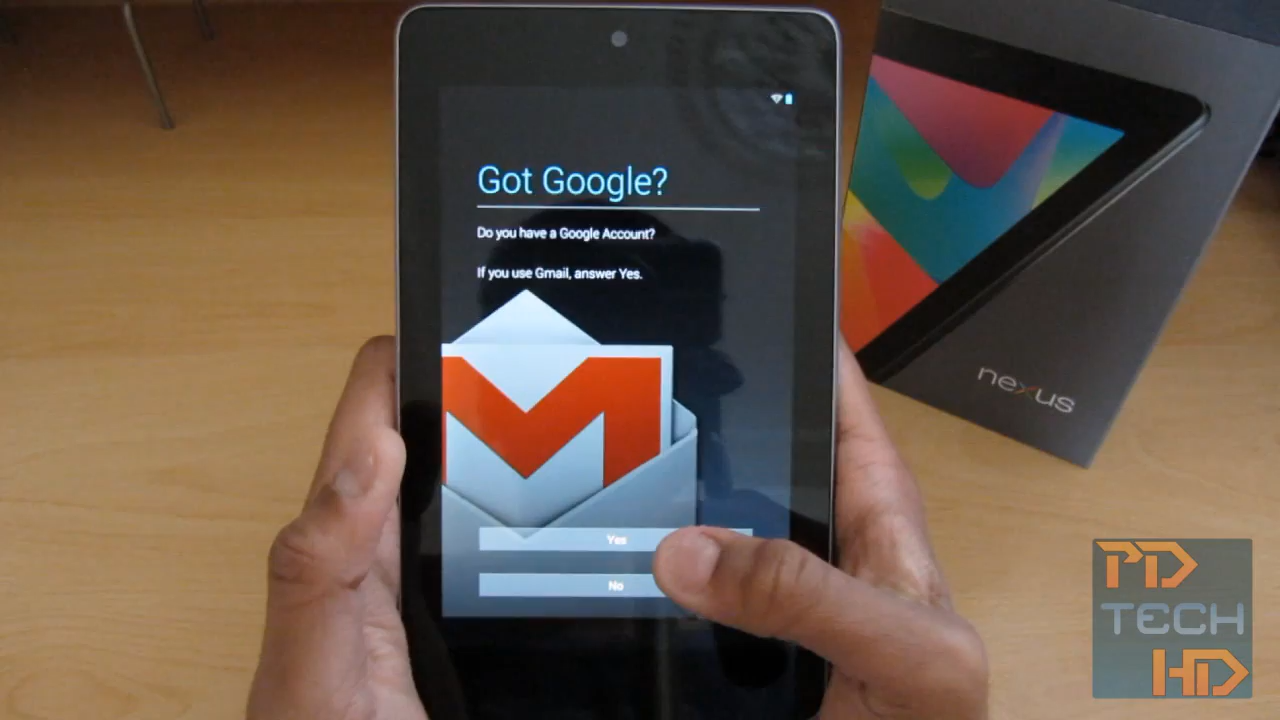 Got Google?
Do you have a Google Account?
If you use Gmail, answer Yes.
Yes
No
nexus
PD
TECH
HD